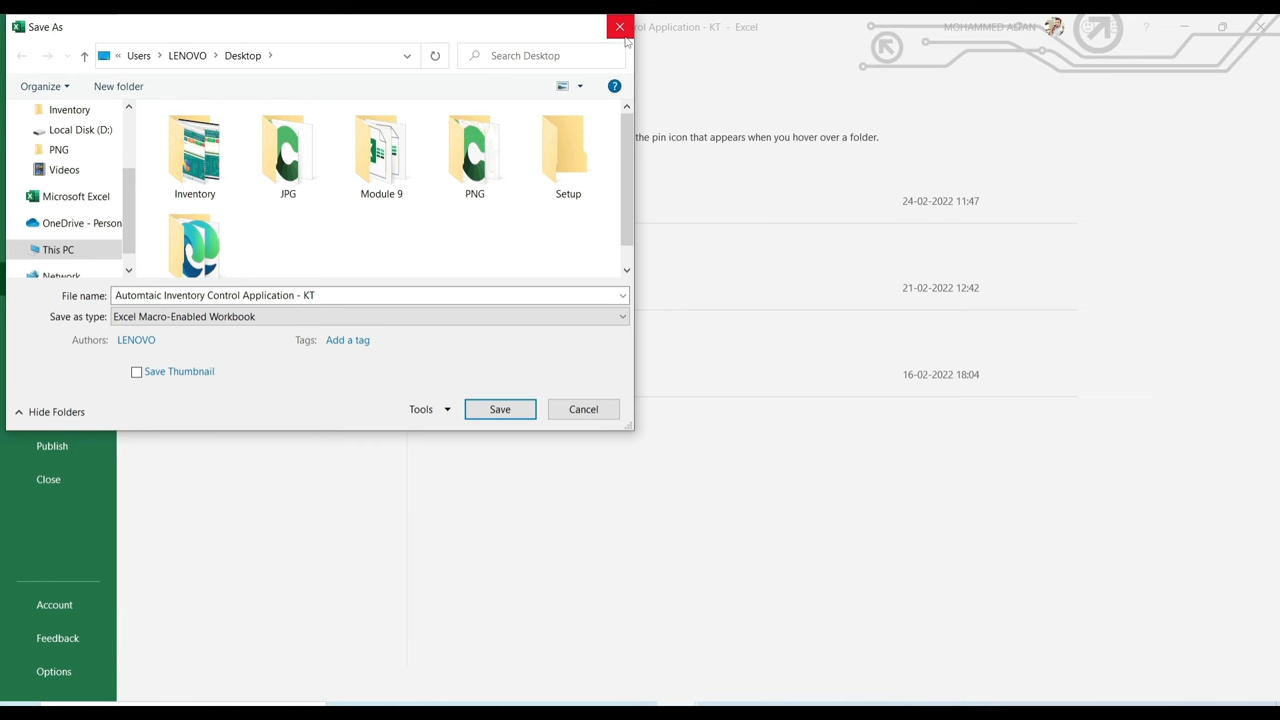 Save As
rol Application - KT - Excel
MOHAMMED ALFAN
?
« Users > LENOVO > Desktop >
Search Desktop
Organize
New folder
?
Inventory
Local Disk (D:)
PNG
Videos
Microsoft Excel
OneDrive - Person
This PC
Network
Inventory
JPG
Module 9
PNG
Setup
the pin icon that appears when you hover over a folder.
24-02-2022 11:47
21-02-2022 12:42
16-02-2022 18:04
File name: Automtaic Inventory Control Application - KT
Save as type: Excel Macro-Enabled Workbook
Authors: LENOVO
Tags: Add a tag
Save Thumbnail
Hide Folders
Tools
Save
Cancel
Publish
Close
Account
Feedback
Options